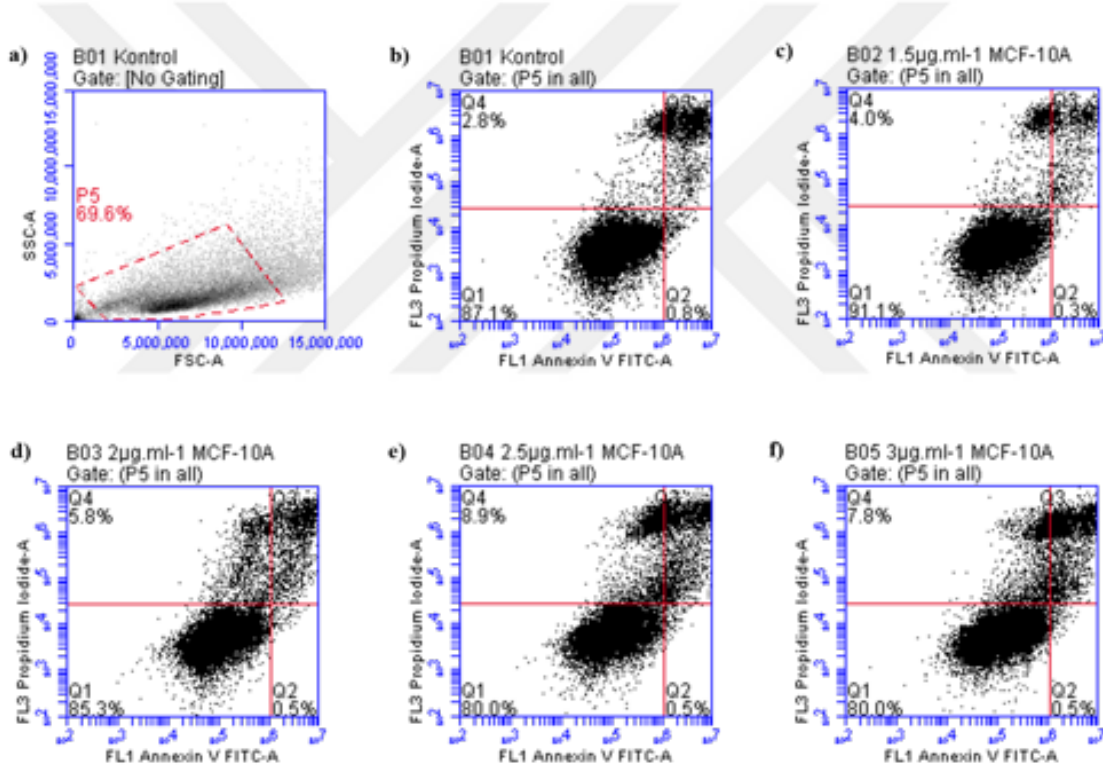 a)
B01 Kontrol
Gate: [No Gating]
SSC-A
15,000,000
10,000,000
5,000,000
0
P5
69.6%
0 5,000,000 10,000,000 15,000,000
FSC-A
b)
B01 Kontrol
Gate: (P5 in all)
FL3 Propidium Iodide-A
Q4
2.8%
Q1
87.1%
Q2
0.8%
FL1 Annexin V FITC-A
c)
B02 1.5µg.ml-1 MCF-10A
Gate: (P5 in all)
FL3 Propidium Iodide-A
Q4
4.0%
Q1
91.1%
Q2
0.3%
FL1 Annexin V FITC-A
d)
B03 2µg.ml-1 MCF-10A
Gate: (P5 in all)
FL3 Propidium Iodide-A
Q4
5.8%
Q1
85.3%
Q2
0.5%
FL1 Annexin V FITC-A
e)
B04 2.5µg.ml-1 MCF-10A
Gate: (P5 in all)
FL3 Propidium Iodide-A
Q4
8.9%
Q1
80.0%
Q2
0.5%
FL1 Annexin V FITC-A
f)
B05 3µg.ml-1 MCF-10A
Gate: (P5 in all)
FL3 Propidium Iodide-A
Q4
7.8%
Q3
Q1
80.0%
Q2
0.5%
FL1 Annexin V FITC-A